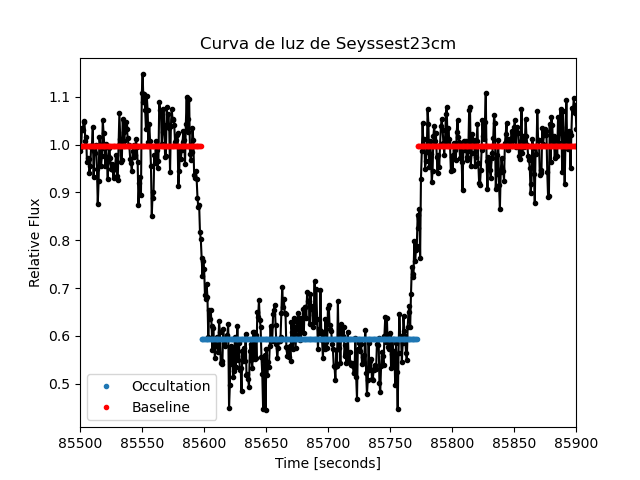 Curva de luz de Seyssest23cm
Relative Flux
1.1
1.0
0.9
0.8
0.7
0.6
0.5
Occultation
Baseline
85500 85550 85600 85650 85700 85750 85800 85850 85900
Time [seconds]